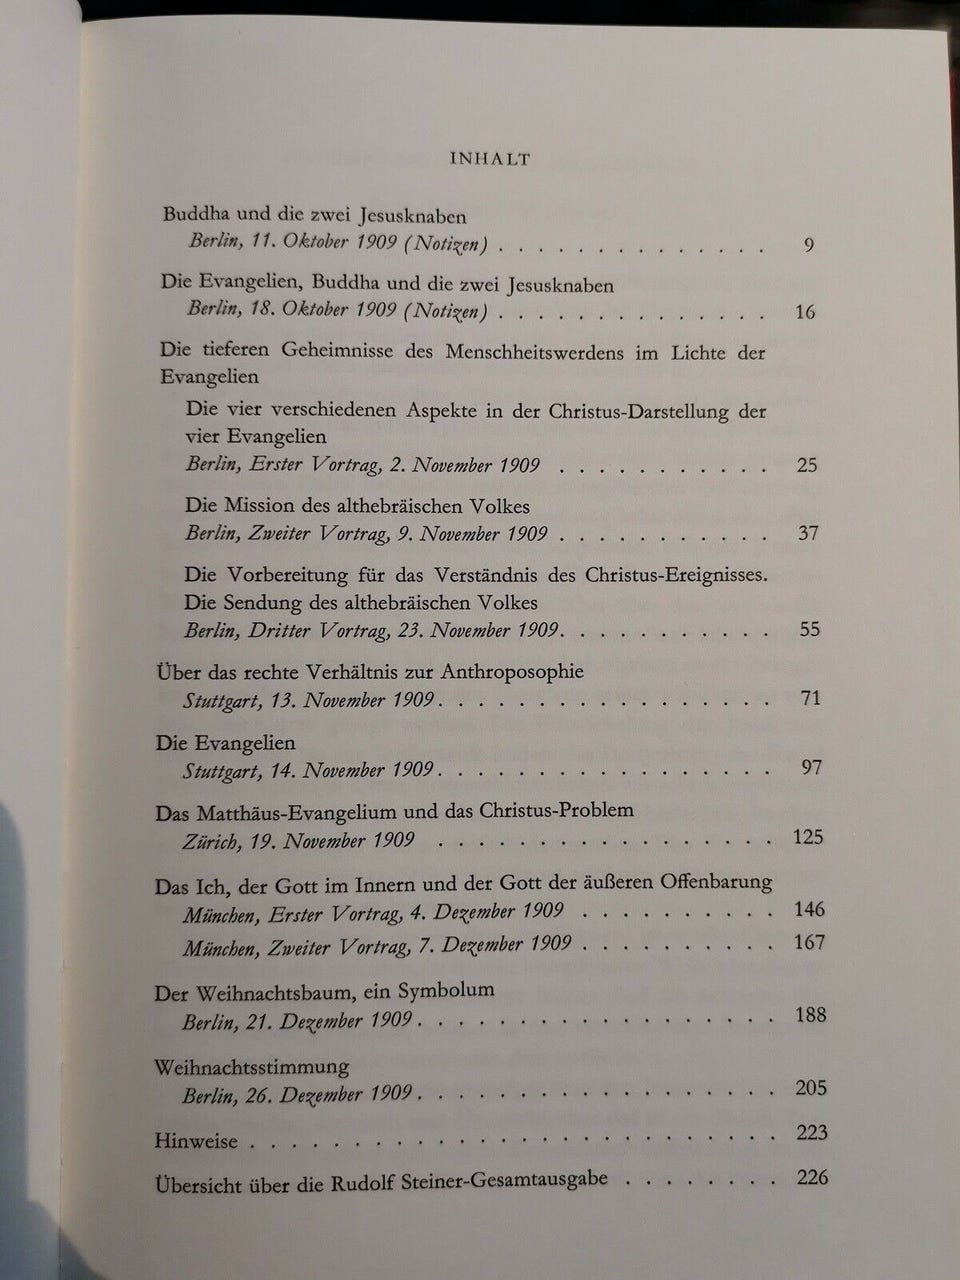 INHALT
Buddha und die zwei Jesusknaben
Berlin, 11. Oktober 1909 (Notizen) . . . . . . . . . . . . . . 9
Die Evangelien, Buddha und die zwei Jesusknaben
Berlin, 18. Oktober 1909 (Notizen) . . . . . . . . . . . . . . 16
Die tieferen Geheimnisse des Menschheitswerdens im Lichte der
Evangelien
Die vier verschiedenen Aspekte in der Christus-Darstellung der
vier Evangelien
Berlin, Erster Vortrag, 2. November 1909 . . . . . . . . . . . 25
Die Mission des althebräischen Volkes
Berlin, Zweiter Vortrag, 9. November 1909 . . . . . . . . . . . 37
Die Vorbereitung für das Verständnis des Christus-Ereignisses.
Die Sendung des althebräischen Volkes
Berlin, Dritter Vortrag, 23. November 1909. . . . . . . . . . . 55
Über das rechte Verhältnis zur Anthroposophie
Stuttgart, 13. November 1909. . . . . . . . . . . . . . . . . 71
Die Evangelien
Stuttgart, 14. November 1909. . . . . . . . . . . . . . . . . 97
Das Matthäus-Evangelium und das Christus-Problem
Zürich, 19. November 1909 . . . . . . . . . . . . . . . . . 125
Das Ich, der Gott im Innern und der Gott der äußeren Offenbarung
München, Erster Vortrag, 4. Dezember 1909 . . . . . . . . . . 146
München, Zweiter Vortrag, 7. Dezember 1909 . . . . . . . . . . 167
Der Weihnachtsbaum, ein Symbolum
Berlin, 21. Dezember 1909 . . . . . . . . . . . . . . . . . . 188
Weihnachtsstimmung
Berlin, 26. Dezember 1909 . . . . . . . . . . . . . . . . . . 205
Hinweise . . . . . . . . . . . . . . . . . . . . . . . . . . 223
Übersicht über die Rudolf Steiner-Gesamtausgabe . . . . . . . . 226